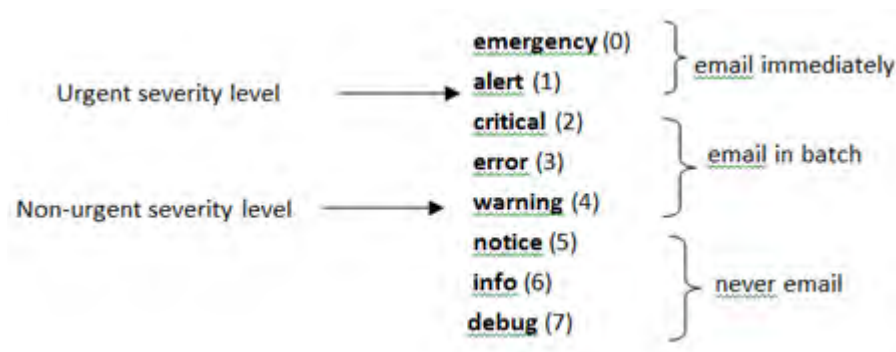 emergency (0)
email immediately
Urgent severity level
alert (1)
critical (2)
error (3)
email in batch
Non-urgent severity level
warning (4)
notice (5)
info (6)
never email
debug (7)